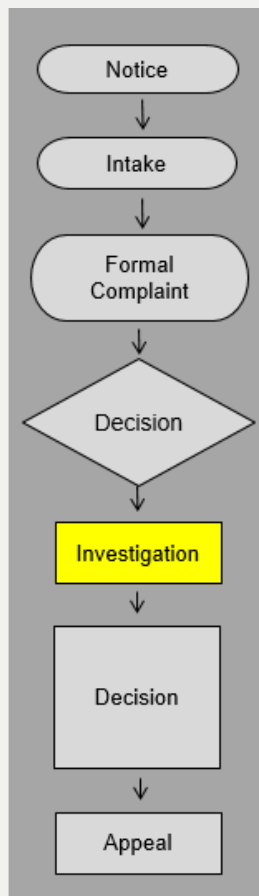 Notice
Intake
Formal
Complaint
Decision
Investigation
Decision
Appeal